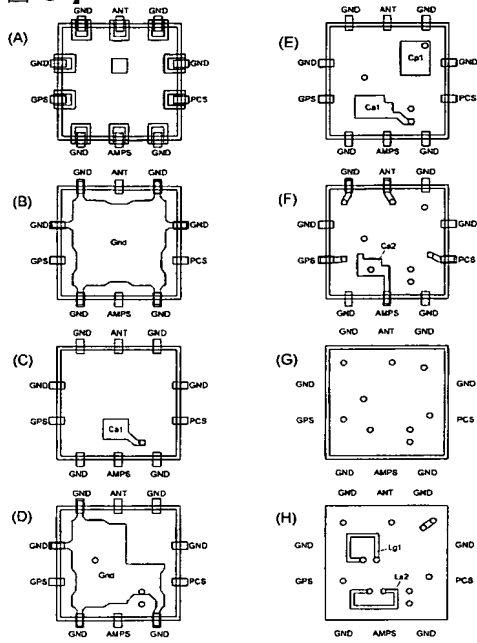 GND ANT GND
(A)
GND GND
GPS PCS
GND AMPS GND
GND ANT GND
(B)
GND GND
Gnd
GPS PCS
GND AMPS GND
GND ANT GND
(C)
GND GND
Ca1
GPS PCS
GND AMPS GND
GND ANT GND
(D)
GND GND
Gnd
GPS PCS
GND AMPS GND
GND ANT GND
(E)
Cp1
GND GND
Ca1
GPS PCS
GND AMPS GND
GND ANT GND
(F)
GND GND
Ca2
GPS PCS
GND AMPS GND
GND ANT GND
(G)
GND GND
GPS PCS
GND AMPS GND
GND ANT GND
(H)
GND GND
Lg1
La2
GPS PCS
GND AMPS GND